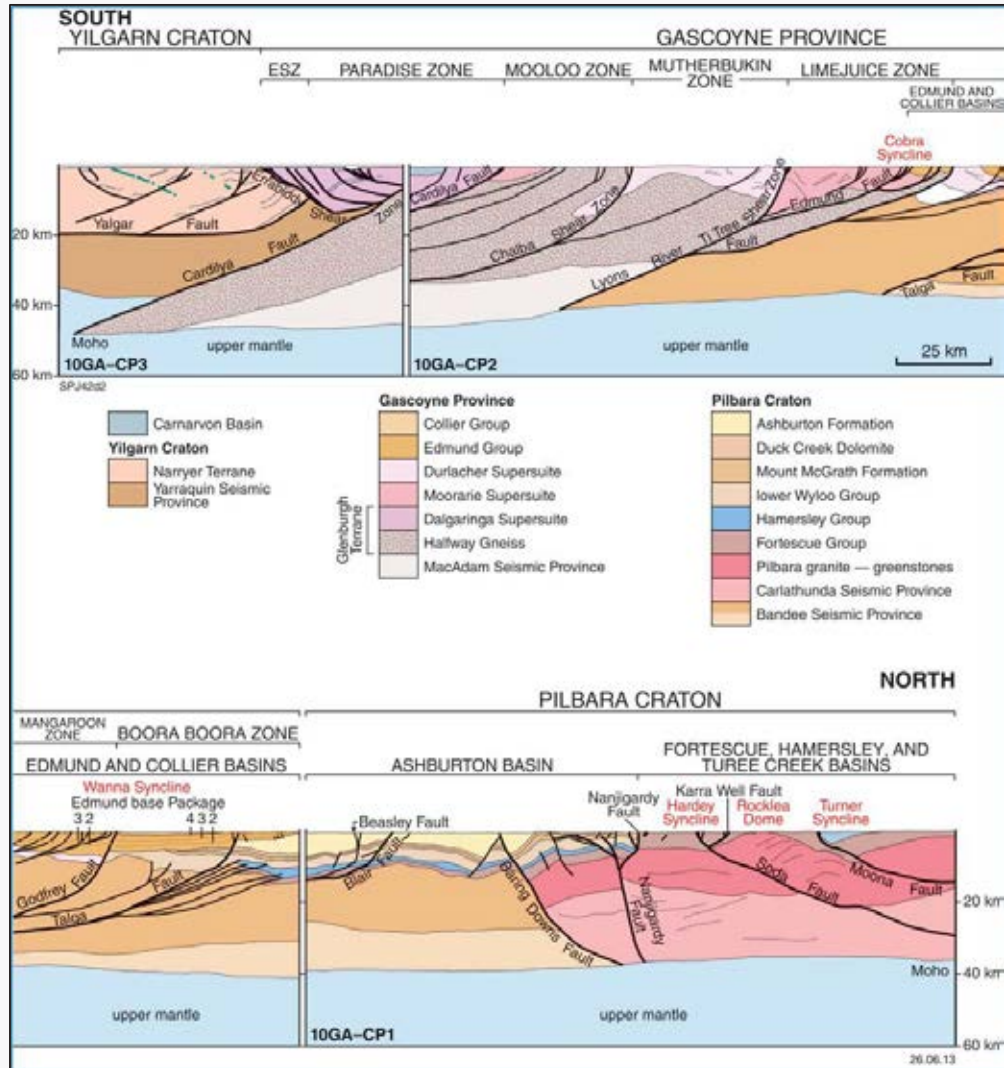 SOUTH
YILGARN CRATON
GASCOYNE PROVINCE
ESZ
PARADISE ZONE
MOOLOO ZONE
MUTHERBUKIN
ZONE
LIMEJUICE ZONE
EDMUND AND
COLLIER BASINS
Cobra
Syncline
Yalgar Fault
Errabiddy Shear Zone
Cardilya Fault
Cardilya Fault
Chalba Shear Zone
Lyons River Fault
Ti Tree Shear Zone
Edmund Fault
Talga Fault
20 km
40 km
60 km
Moho
upper mantle
upper mantle
25 km
10GA–CP3
10GA–CP2
SPJ42d2
Carnarvon Basin
Yilgarn Craton
Narryer Terrane
Yarraquin Seismic
Province
Gascoyne Province
Collier Group
Edmund Group
Durlacher Supersuite
Moorarie Supersuite
Dalgaringa Supersuite
Halfway Gneiss
MacAdam Seismic Province
Glenburgh
Terrane
Pilbara Craton
Ashburton Formation
Duck Creek Dolomite
Mount McGrath Formation
lower Wyloo Group
Hamersley Group
Fortescue Group
Pilbara granite — greenstones
Carlathunda Seismic Province
Bandee Seismic Province
NORTH
PILBARA CRATON
MANGAROON
ZONE
BOORA BOORA ZONE
EDMUND AND COLLIER BASINS
ASHBURTON BASIN
FORTESCUE, HAMERSLEY, AND
TUREE CREEK BASINS
Wanna Syncline
Edmund base Package
3 2
4 3 2
Beasley Fault
Nanjigardy
Fault
Karra Well Fault
Hardey
Syncline
Rocklea
Dome
Turner
Syncline
Godfrey Fault
Talga Fault
Blair Fault
Baring Downs Fault
Nanjigardy
Fault
Soda Fault
Moona Fault
20 km
40 km
60 km
Moho
upper mantle
upper mantle
10GA–CP1
26.06.13